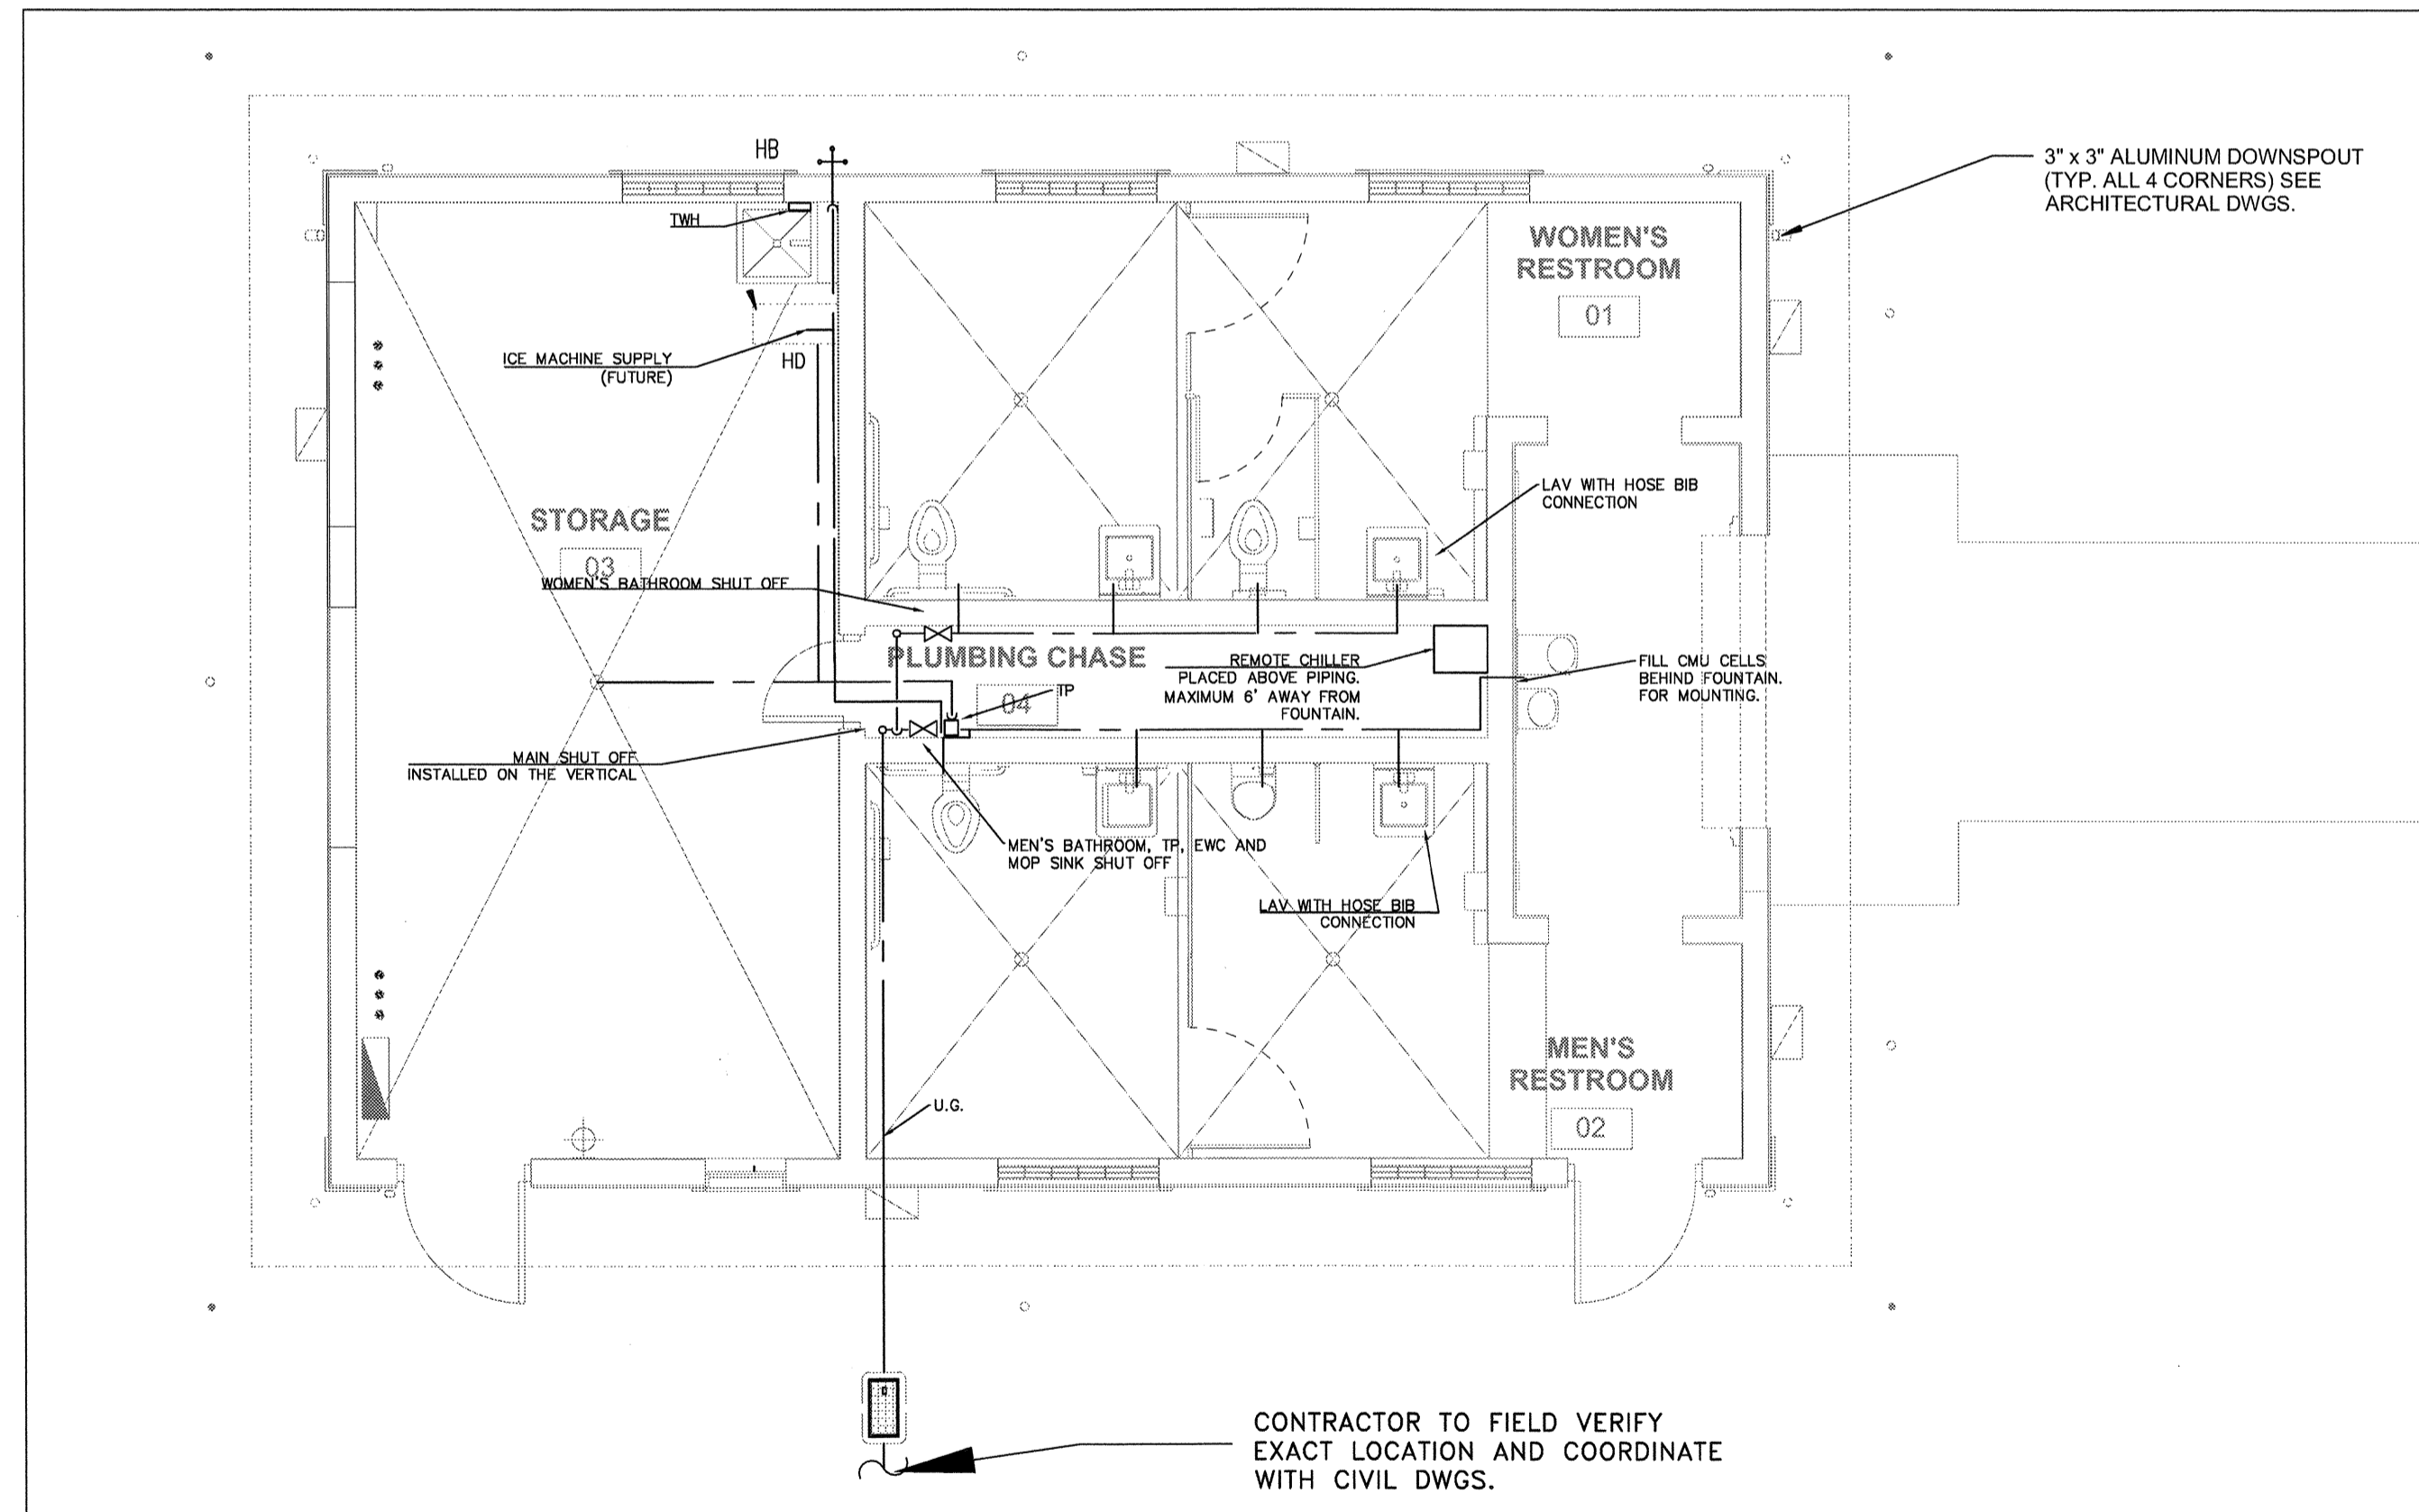 HB
3" x 3" ALUMINUM DOWNSPOUT
(TYP. ALL 4 CORNERS) SEE
ARCHITECTURAL DWGS.
TWH
WOMEN'S
RESTROOM
01
ICE MACHINE SUPPLY
(FUTURE)
HD
LAV WITH HOSE BIB
CONNECTION
STORAGE
03
WOMEN'S BATHROOM SHUT OFF
PLUMBING CHASE
04
TP
REMOTE CHILLER
PLACED ABOVE PIPING.
MAXIMUM 6' AWAY FROM
FOUNTAIN.
FILL CMU CELLS
BEHIND FOUNTAIN.
FOR MOUNTING.
MAIN SHUT OFF
INSTALLED ON THE VERTICAL
MEN'S BATHROOM, TP, EWC AND
MOP SINK SHUT OFF
LAV WITH HOSE BIB
CONNECTION
MEN'S
RESTROOM
02
U.G.
CONTRACTOR TO FIELD VERIFY
EXACT LOCATION AND COORDINATE
WITH CIVIL DWGS.